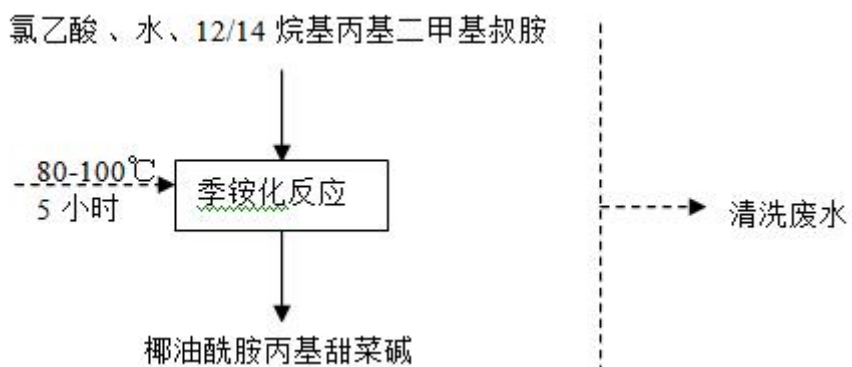 氯乙酸 、水、12/14 烷基丙基二甲基叔胺
80-100℃
5 小时
季铵化反应
清洗废水
椰油酰胺丙基甜菜碱